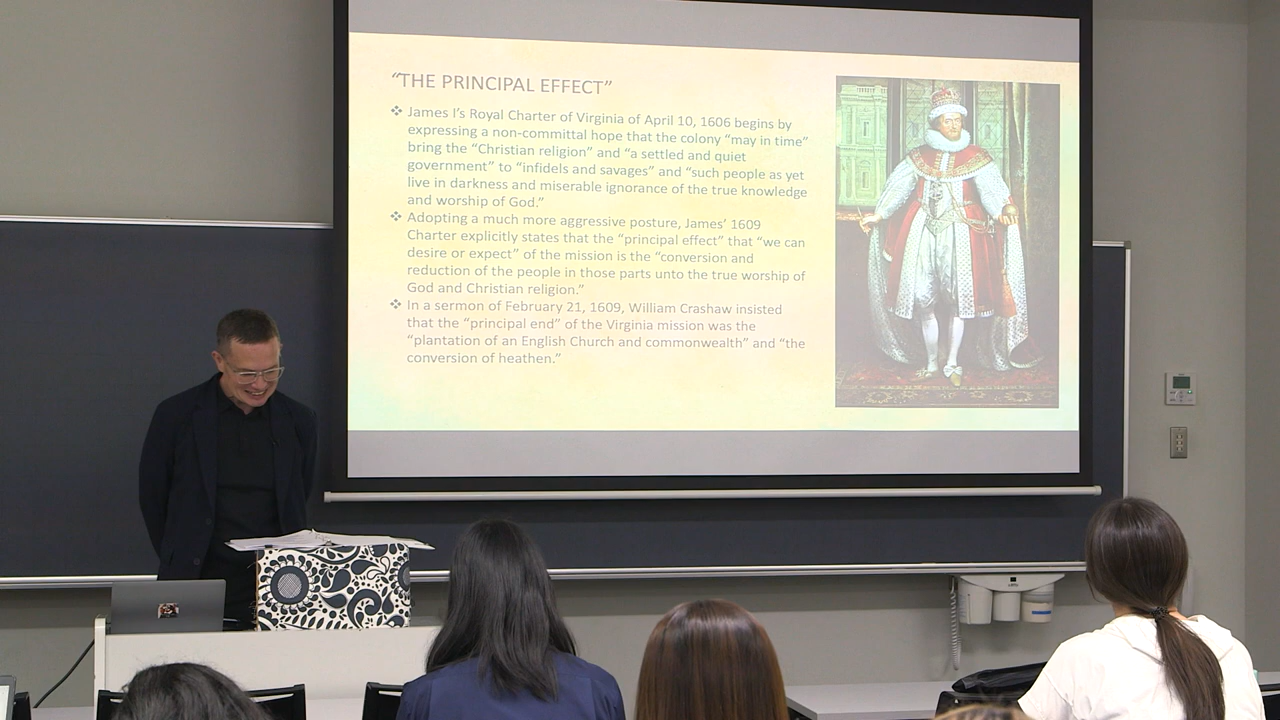 “THE PRINCIPAL EFFECT”
❖ James I’s Royal Charter of Virginia of April 10, 1606 begins by
expressing a non-committal hope that the colony “may in time”
bring the “Christian religion” and “a settled and quiet
government” to “infidels and savages” and “such people as yet
live in darkness and miserable ignorance of the true knowledge
and worship of God.”
❖ Adopting a much more aggressive posture, James’ 1609
Charter explicitly states that the “principal effect” that “we can
desire or expect” of the mission is the “conversion and
reduction of the people in those parts unto the true worship of
God and Christian religion.”
❖ In a sermon of February 21, 1609, William Crashaw insisted
that the “principal end” of the Virginia mission was the
“plantation of an English Church and commonwealth” and “the
conversion of heathen.”